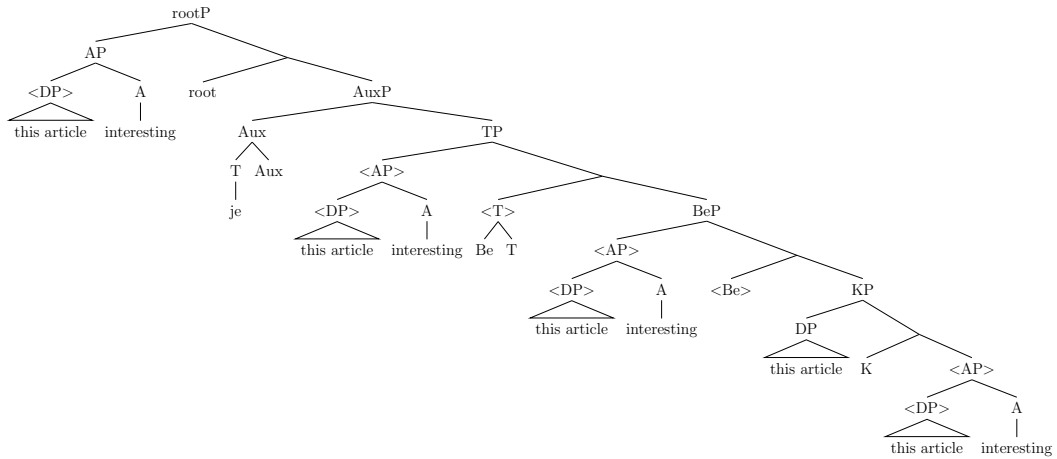 rootP
AP
<DP> A root AuxP
this article interesting Aux TP
T Aux <AP>
je <DP> A <T> BeP
this article interesting Be T <AP>
<DP> A <Be> KP
this article interesting DP
this article K <AP>
<DP> A
this article interesting